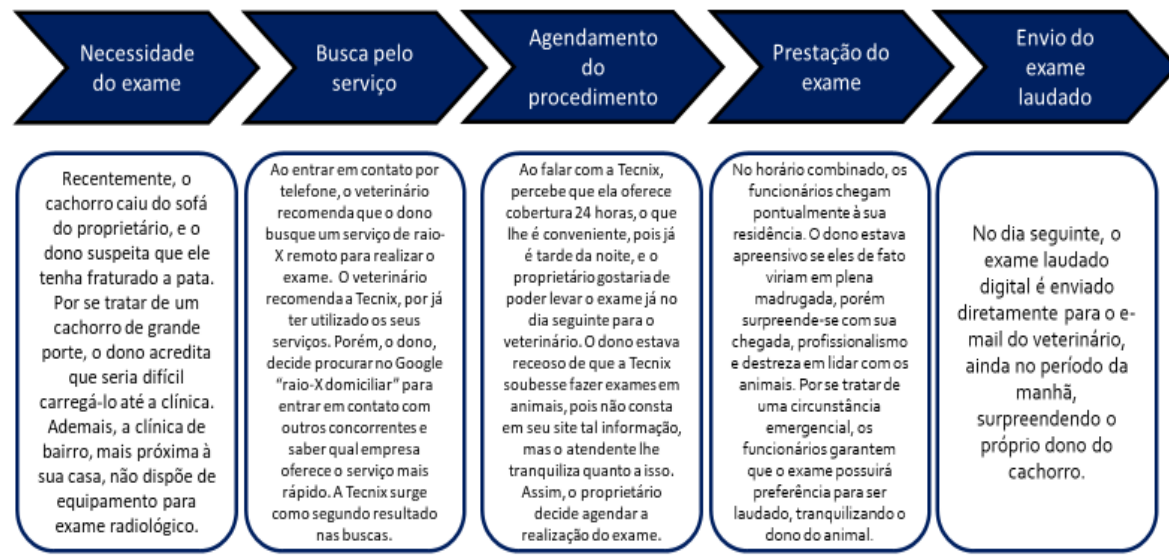 Necessidade
do exame
Busca pelo
serviço
Agendamento
do
procedimento
Prestação do
exame
Envio do
exame
laudado
Recentemente, o
cachorro caiu do sofá
do proprietário, e o
dono suspeita que ele
tenha fraturado a pata.
Por se tratar de um
cachorro de grande
porte, o dono acredita
que seria difícil
carregá-lo até a clínica.
Ademais, a clínica de
bairro, mais próxima à
sua casa, não dispõe de
equipamento para
exame radiológico.
Ao entrar em contato por
telefone, o veterinário
recomenda que o dono
busque um serviço de raio-
X remoto para realizar o
exame. O veterinário
recomenda a Tecnix, por já
ter utilizado os seus
serviços. Porém, o dono,
decide procurar no Google
“raio-X domiciliar” para
entrar em contato com
outros concorrentes e
saber qual empresa
oferece o serviço mais
rápido. A Tecnix surge
como segundo resultado
nas buscas.
Ao falar com a Tecnix,
percebe que ela oferece
cobertura 24 horas, o que
lhe é conveniente, pois já
é tarde da noite, e o
proprietário gostaria de
poder levar o exame já no
dia seguinte para o
veterinário. O dono estava
receoso de que a Tecnix
soubesse fazer exames em
animais, pois não consta
em seu site tal informação,
mas o atendente lhe
tranquiliza quanto a isso.
Assim, o proprietário
decide agendar a
realização do exame.
No horário combinado, os
funcionários chegam
pontualmente à sua
residência. O dono estava
apreensivo se eles de fato
viriam em plena
madrugada, porém
surpreende-se com sua
chegada, profissionalismo
e destreza em lidar com os
animais. Por se tratar de
uma circunstância
emergencial, os
funcionários garantem
que o exame possuirá
preferência para ser
laudado, tranquilizando o
dono do animal.
No dia seguinte, o
exame laudado
digital é enviado
diretamente para o e-
mail do veterinário,
ainda no período da
manhã,
surpreendendo o
próprio dono do
cachorro.